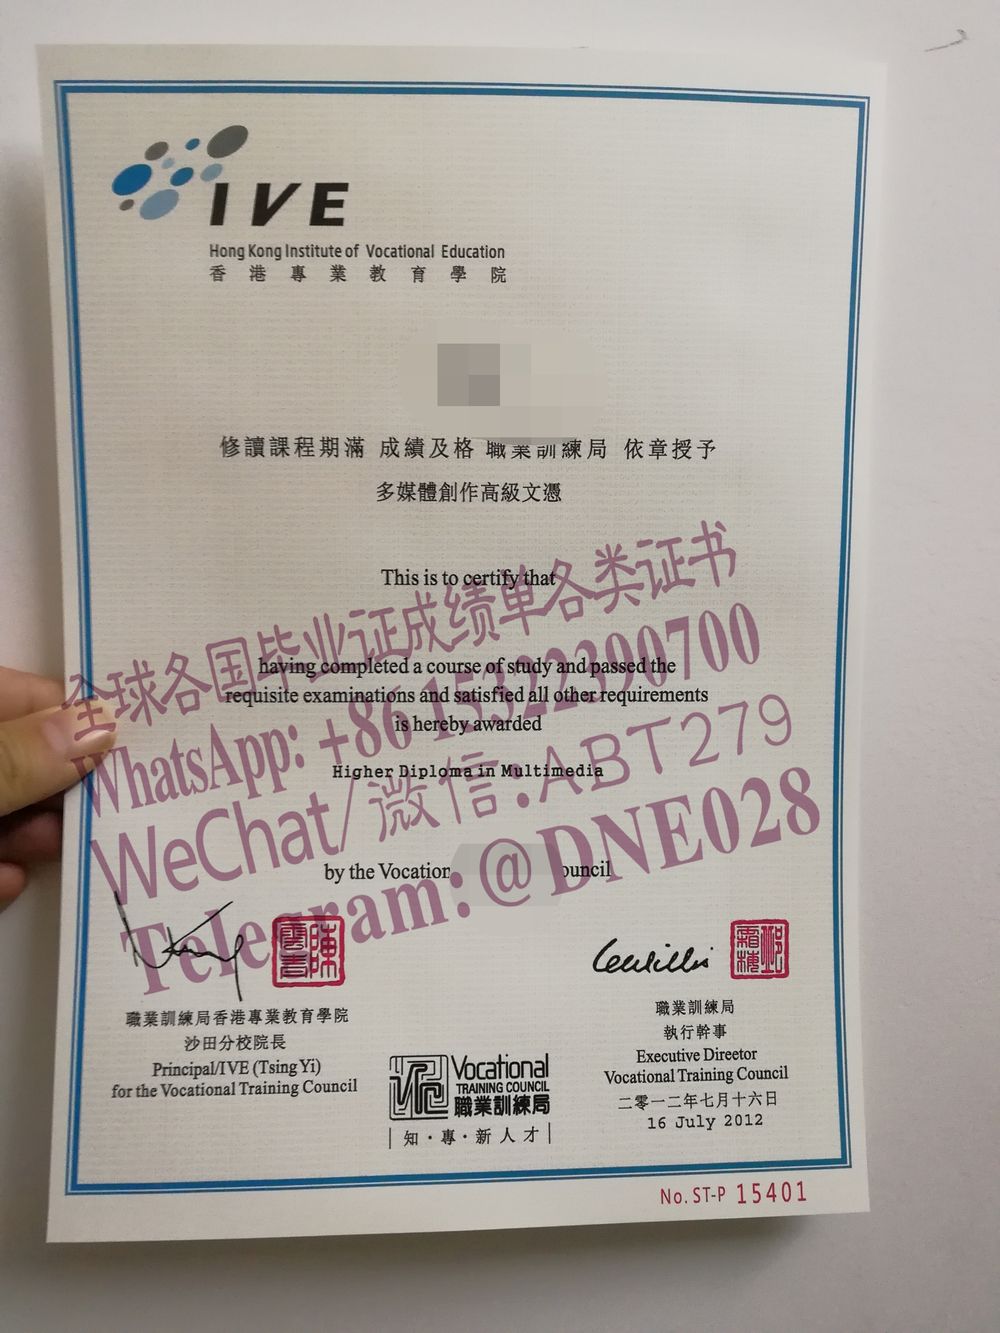 IVE
Hong Kong Institute of Vocational Education
香港專業教育學院
修讀課程期滿 成績及格 職業訓練局 依章授予
多媒體創作高級文憑
This is to certify that
全球各国毕业证成绩单各类证书
having completed a course of study and passed the
requisite examinations and satisfied all other requirements
is hereby awarded
WhatsApp: +86 15322390700
Higher Diploma in Multimedia
WeChat/微信:ABT279
by the Vocation ouncil
Telegram:@DNE028
職業訓練局香港專業教育學院
沙田分校院長
Principal/IVE (Tsing Yi)
for the Vocational Training Council
Vocational
TRAINING COUNCIL
職業訓練局
知·專·新人才
職業訓練局
執行幹事
Executive Direetor
Vocational Training Council
二零一二年七月十六日
16 July 2012
No. ST-P 15401